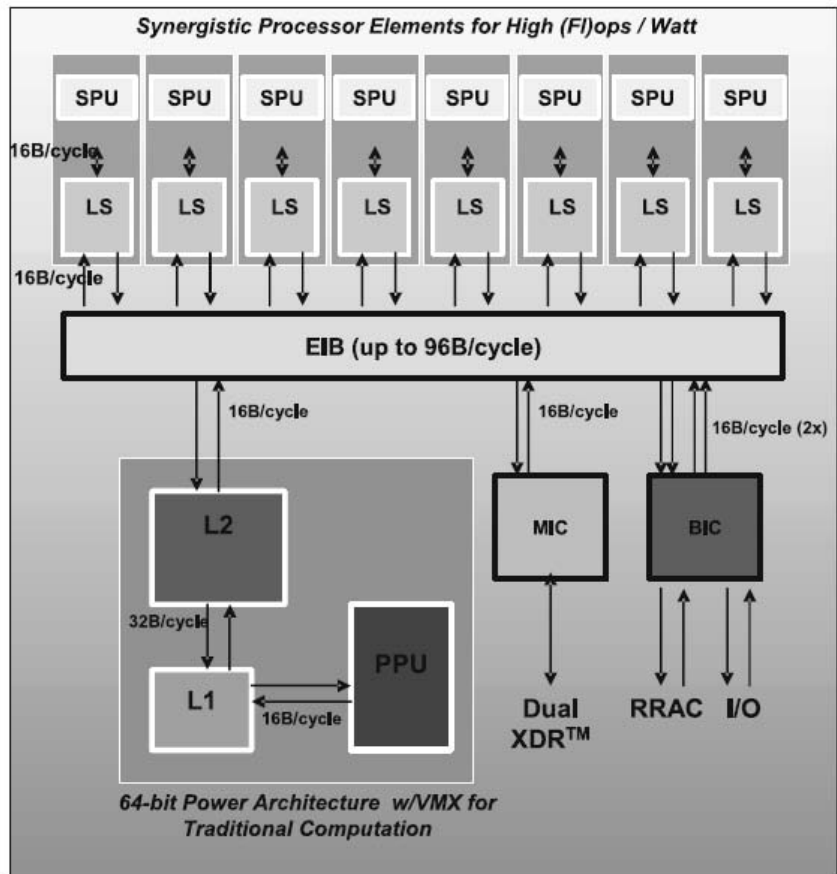 Synergistic Processor Elements for High (Fl)ops / Watt
SPU SPU SPU SPU SPU SPU SPU SPU
16B/cycle
LS LS LS LS LS LS LS LS
16B/cycle
EIB (up to 96B/cycle)
16B/cycle
16B/cycle
16B/cycle (2x)
L2
MIC
BIC
32B/cycle
PPU
L1
16B/cycle
Dual
XDR™
RRAC
I/O
64-bit Power Architecture w/VMX for
Traditional Computation